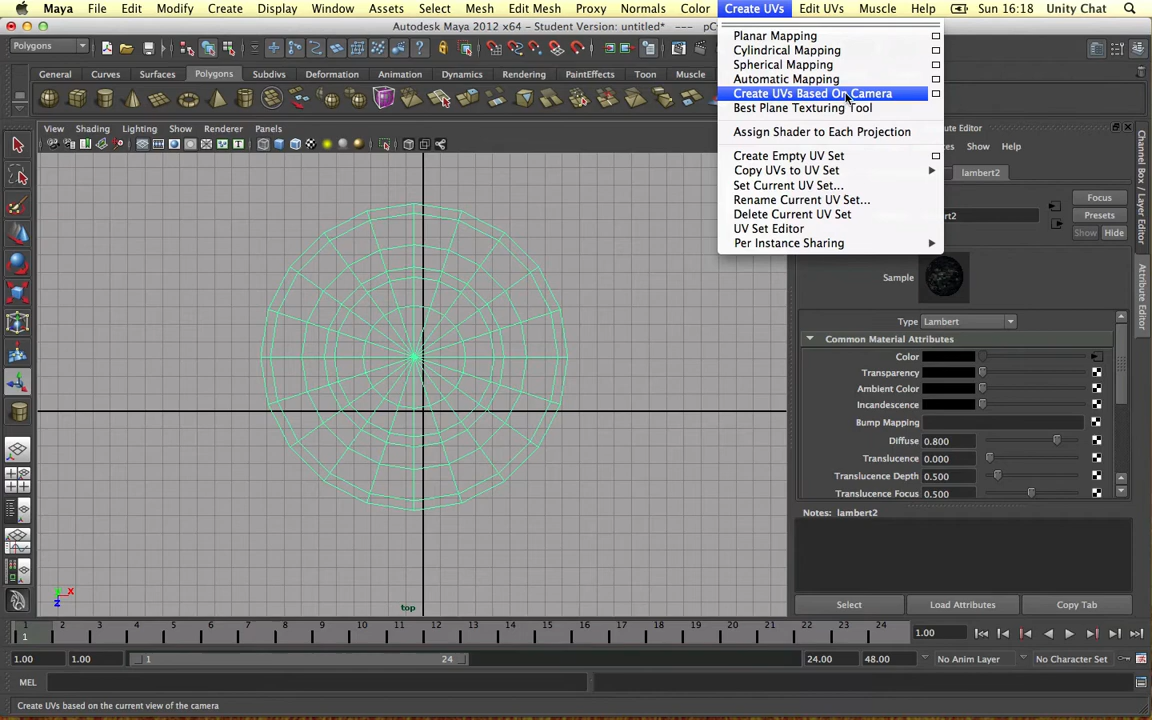 Maya File Edit Modify Create Display Window Assets Select Mesh Edit Mesh Proxy Normals Color Create UVs Edit UVs Muscle Help Sun 16:18 Unity Chat
Autodesk Maya 2012 x64 - Student Version: untitled*
Polygons
General Curves Surfaces Polygons Subdivs Deformation Animation Dynamics Rendering PaintEffects Toon Muscle
Planar Mapping
Cylindrical Mapping
Spherical Mapping
Automatic Mapping
Create UVs Based On Camera
Best Plane Texturing Tool
Assign Shader to Each Projection
Create Empty UV Set
Copy UVs to UV Set
Set Current UV Set...
Rename Current UV Set...
Delete Current UV Set
UV Set Editor
Per Instance Sharing
View Shading Lighting Show Renderer Panels
Show Help
lambert2
Focus
Presets
Show Hide
Sample
Type Lambert
Common Material Attributes
Color
Transparency
Ambient Color
Incandescence
Bump Mapping
Diffuse 0.800
Translucence 0.000
Translucence Depth 0.500
Translucence Focus 0.500
Notes: lambert2
Select Load Attributes Copy Tab
Channel Box / Layer Editor
Attribute Editor
top
x
z
1 2 3 4 5 6 7 8 9 10 11 12 13 14 15 16 17 18 19 20 21 22 23 24
1 1.00
1.00 1.00 1 24 24.00 48.00 No Anim Layer No Character Set
MEL
Create UVs based on the current view of the camera